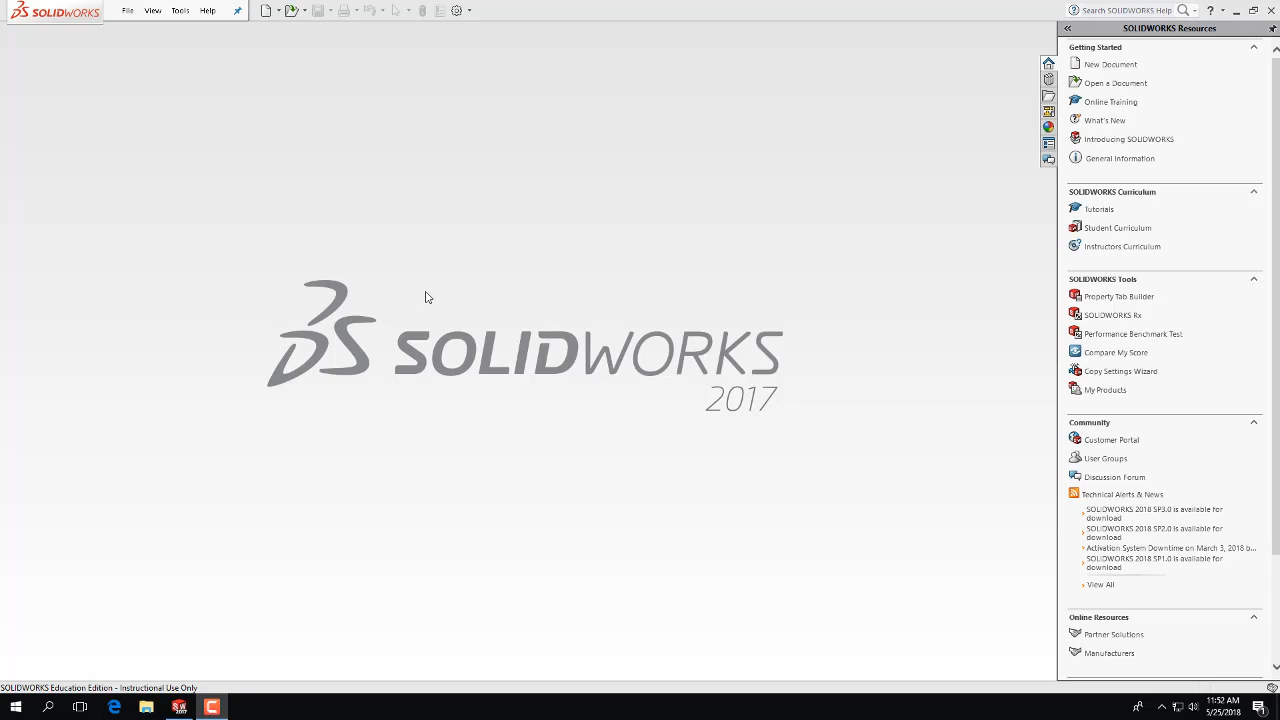 SOLIDWORKS File View Tools Help Search SOLIDWORKS Help
SOLIDWORKS Resources
Getting Started
New Document
Open a Document
Online Training
What's New
Introducing SOLIDWORKS
General Information
SOLIDWORKS Curriculum
Tutorials
Student Curriculum
Instructors Curriculum
SOLIDWORKS Tools
Property Tab Builder
SOLIDWORKS Rx
Performance Benchmark Test
Compare My Score
Copy Settings Wizard
My Products
Community
Customer Portal
User Groups
Discussion Forum
Technical Alerts & News
SOLIDWORKS 2018 SP3.0 is available for
download
SOLIDWORKS 2018 SP2.0 is available for
download
Activation System Downtime on March 3, 2018 b...
SOLIDWORKS 2018 SP1.0 is available for
download
View All
Online Resources
Partner Solutions
Manufacturers
SOLIDWORKS
2017
SOLIDWORKS Education Edition - Instructional Use Only
11:52 AM
5/25/2018